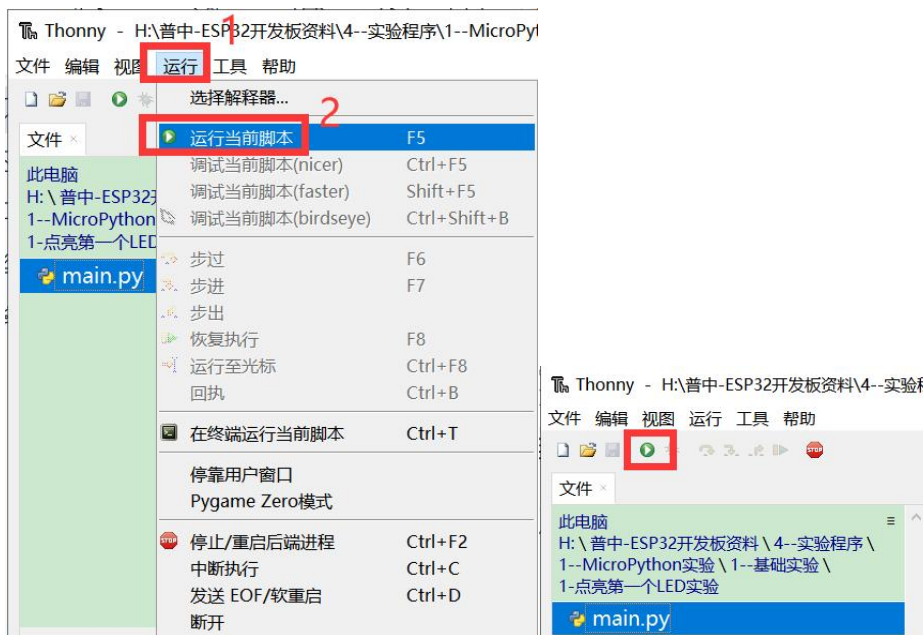 Thonny - H:\普中-ESP32开发板资料\4--实验程序\1--MicroPyt
1
文件 编辑 视图 运行 工具 帮助
选择解释器...
2
文件 ×
运行当前脚本 F5
此电脑
调试当前脚本(nicer) Ctrl+F5
H: \ 普中-ESP32开
调试当前脚本(faster) Shift+F5
1--MicroPython
调试当前脚本(birdseye) Ctrl+Shift+B
1-点亮第一个LED
步过 F6
main.py
步进 F7
步出
恢复执行 F8
运行至光标 Ctrl+F8
回执 Ctrl+B
在终端运行当前脚本 Ctrl+T
停靠用户窗口
Pygame Zero模式
停止/重启后端进程 Ctrl+F2
中断执行 Ctrl+C
发送 EOF/软重启 Ctrl+D
断开
Thonny - H:\普中-ESP32开发板资料\4--实验程
文件 编辑 视图 运行 工具 帮助
STOP
文件 ×
此电脑
H: \ 普中-ESP32开发板资料 \ 4--实验程序 \
1--MicroPython实验 \ 1--基础实验 \
1-点亮第一个LED实验
main.py